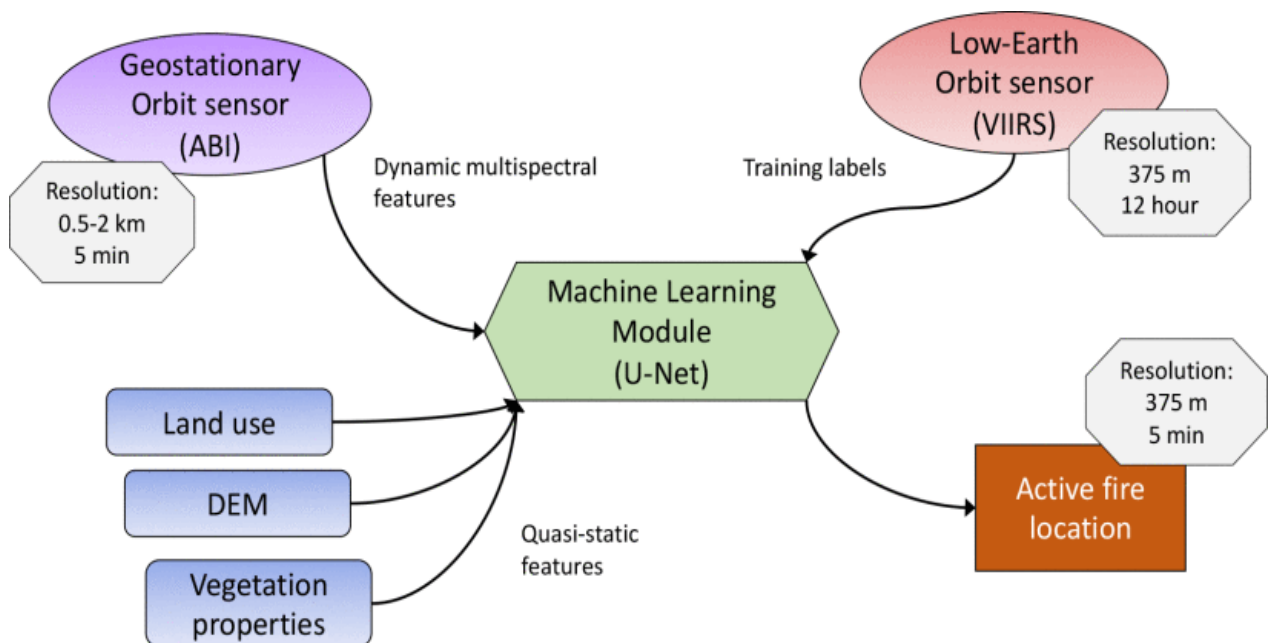 Geostationary
Orbit sensor
(ABI)
Resolution:
0.5-2 km
5 min
Dynamic multispectral
features
Low-Earth
Orbit sensor
(VIIRS)
Resolution:
375 m
12 hour
Training labels
Machine Learning
Module
(U-Net)
Land use
DEM
Vegetation
properties
Quasi-static
features
Resolution:
375 m
5 min
Active fire
location